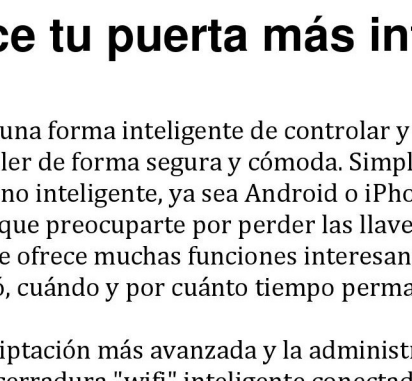 ce tu puerta más in
una forma inteligente de controlar y
ler de forma segura y cómoda. Simpl
no inteligente, ya sea Android o iPho
que preocuparte por perder las llave
e ofrece muchas funciones interesan
ó, cuándo y por cuánto tiempo perma
iptación más avanzada y la administr
cerradura "wifi" inteligente conectad